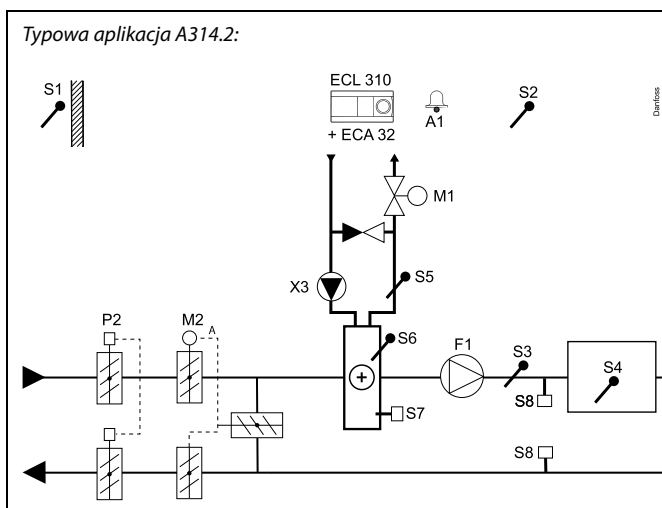 Typowa aplikacja A314.2:
S1
ECL 310
+ ECA 32
A1
S2
Danfoss
M1
X3
S5
P2
M2
A
S6
F1
S3
S4
S7
S8
S8